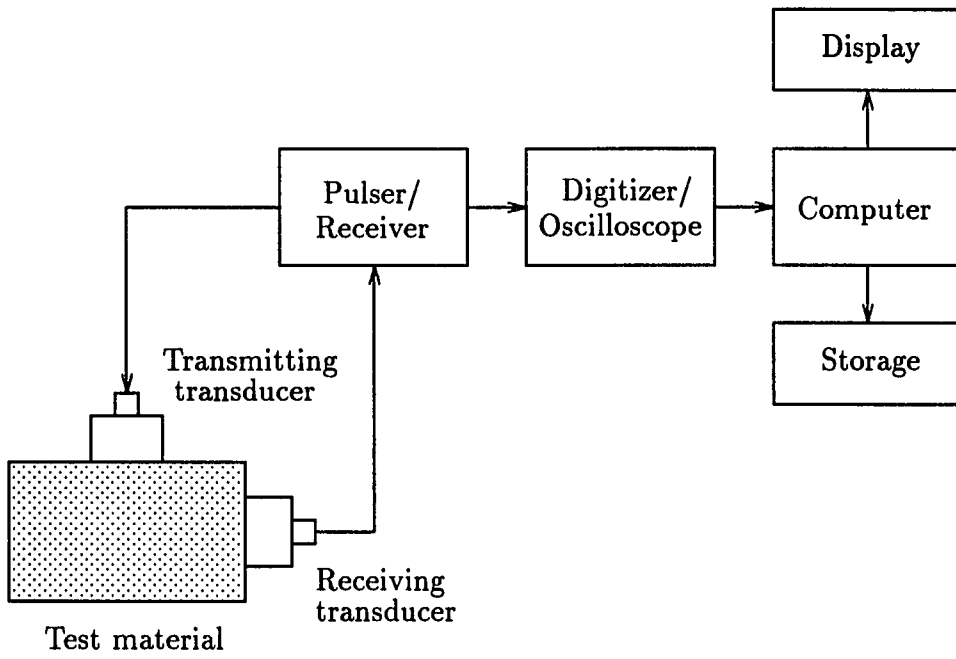 Display
Pulser/
Receiver
Digitizer/
Oscilloscope
Computer
Transmitting
transducer
Storage
Receiving
transducer
Test material